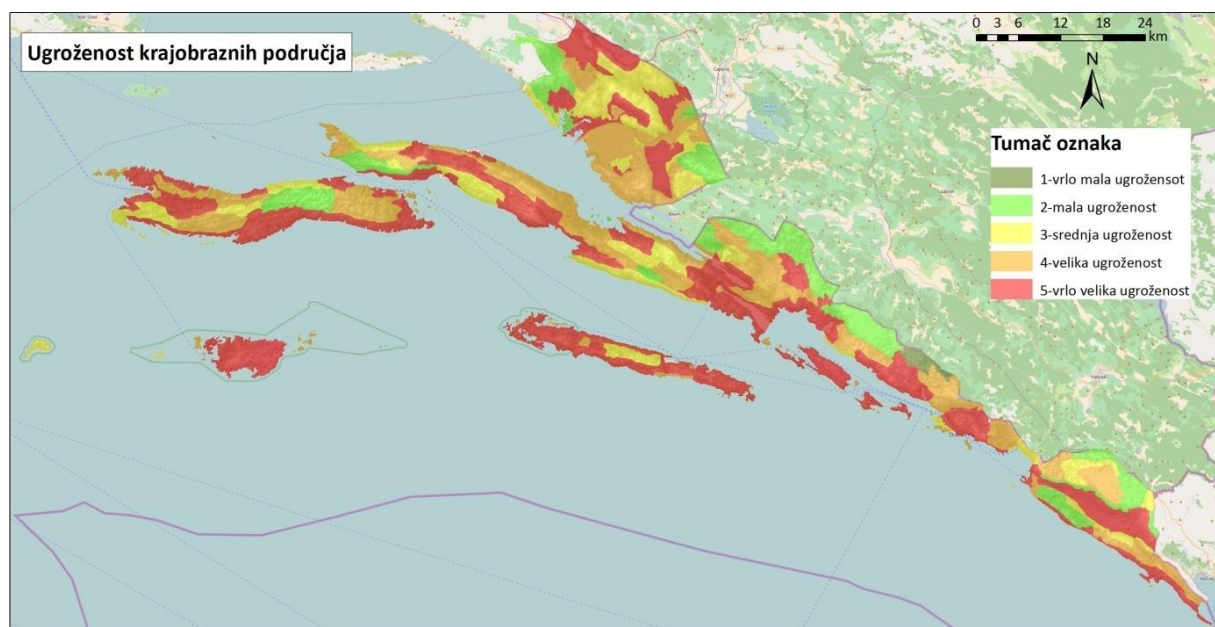 Ugroženost krajobraznih područja
0 3 6 12 18 24
km
N
Tumač oznaka
1-vrlo mala ugrožensot
2-mala ugroženost
3-srednja ugroženost
4-velika ugroženost
5-vrlo velika ugroženost